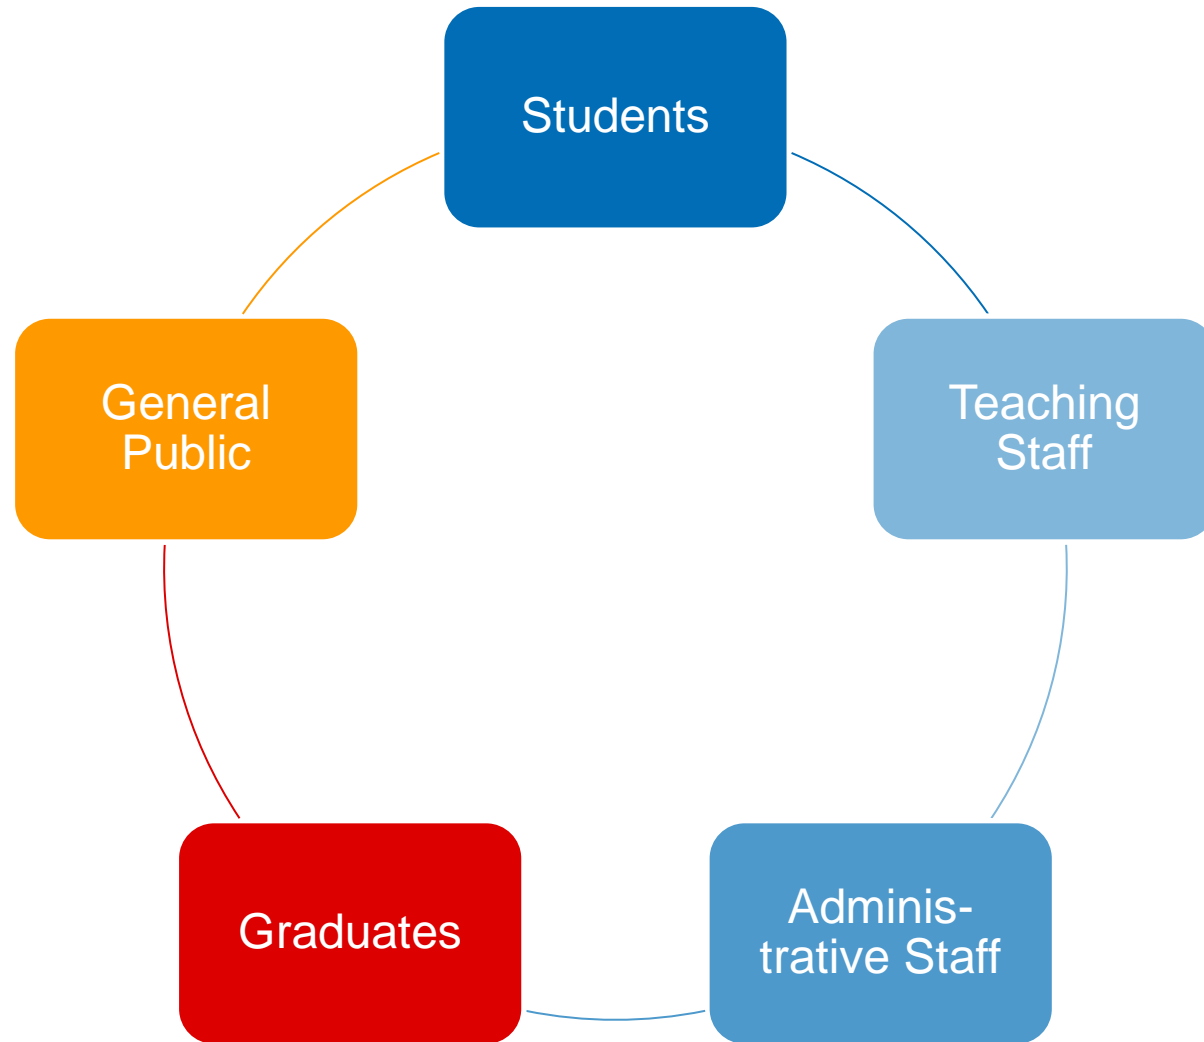 Students
General
Public
Teaching
Staff
Graduates
Adminis-
trative Staff